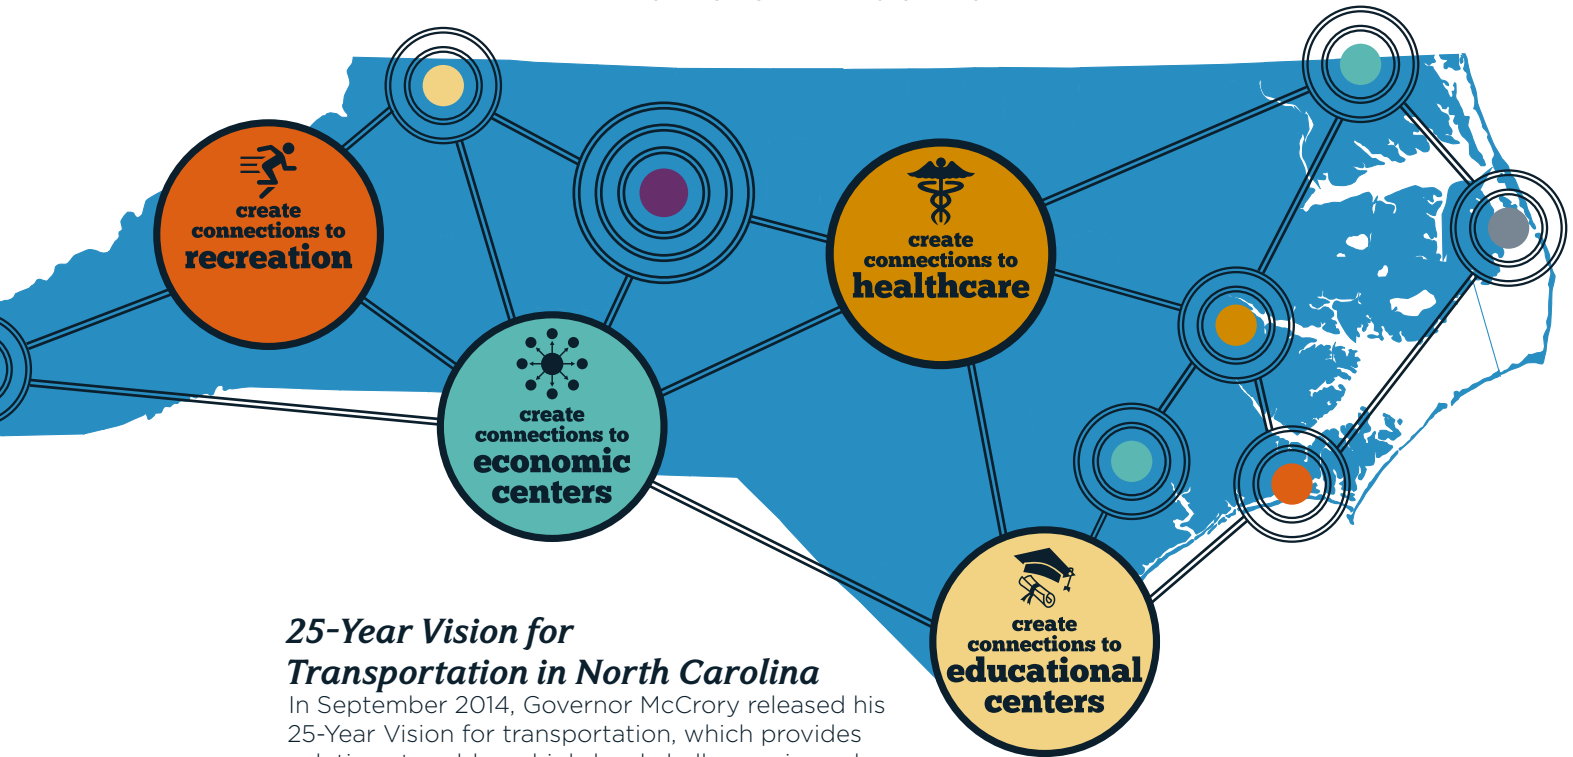 create
connections to
recreation
create
connections to
healthcare
create
connections to
economic
centers
create
connections to
educational
centers
25-Year Vision for
Transportation in North Carolina
In September 2014, Governor McCrory released his
25-Year Vision for transportation, which provides